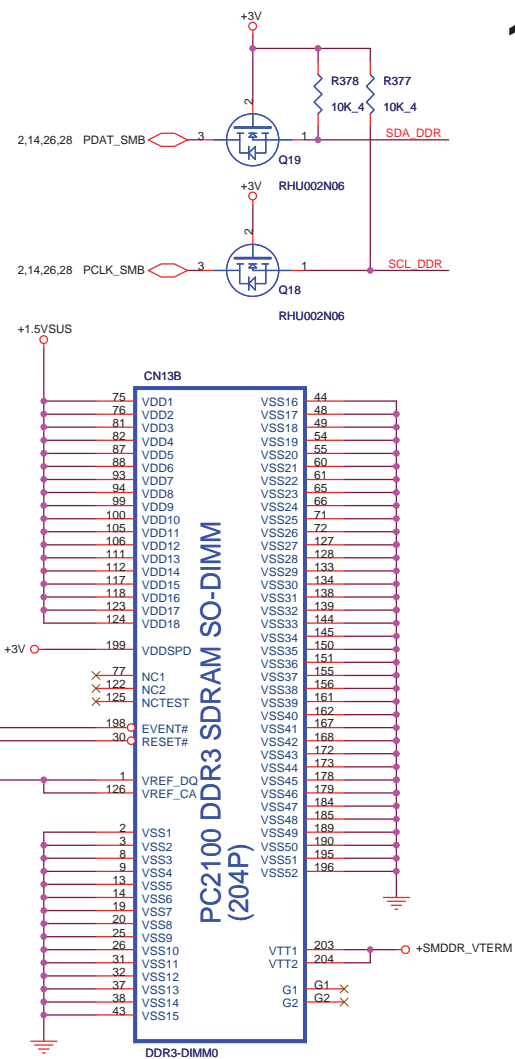 +3V
R378
R377
10K_4
10K_4
2
2,14,26,28 PDAT_SMB
3
1
SDA_DDR
Q19
RHU002N06
+3V
2
2,14,26,28 PCLK_SMB
3
1
SCL_DDR
Q18
RHU002N06
+1.5VSUS
CN13B
75 VDD1
76 VDD2
81 VDD3
82 VDD4
87 VDD5
88 VDD6
93 VDD7
94 VDD8
99 VDD9
100 VDD10
105 VDD11
106 VDD12
111 VDD13
112 VDD14
117 VDD15
118 VDD16
123 VDD17
124 VDD18
+3V
199 VDDSPD
77 NC1
122 NC2
125 NCTEST
198 EVENT#
30 RESET#
1 VREF_DQ
126 VREF_CA
2 VSS1
3 VSS2
8 VSS3
9 VSS4
13 VSS5
14 VSS6
19 VSS7
20 VSS8
25 VSS9
26 VSS10
31 VSS11
32 VSS12
37 VSS13
38 VSS14
43 VSS15
PC2100 DDR3 SDRAM SO-DIMM
(204P)
VSS16 44
VSS17 48
VSS18 49
VSS19 54
VSS20 55
VSS21 60
VSS22 61
VSS23 65
VSS24 66
VSS25 71
VSS26 72
VSS27 127
VSS28 128
VSS29 133
VSS30 134
VSS31 138
VSS32 139
VSS33 144
VSS34 145
VSS35 150
VSS36 151
VSS37 155
VSS38 156
VSS39 161
VSS40 162
VSS41 167
VSS42 168
VSS43 172
VSS44 173
VSS45 178
VSS46 179
VSS47 184
VSS48 185
VSS49 189
VSS50 190
VSS51 195
VSS52 196
VTT1 203
VTT2 204
+SMDDR_VTERM
G1 G1
G2 G2
DDR3-DIMM0